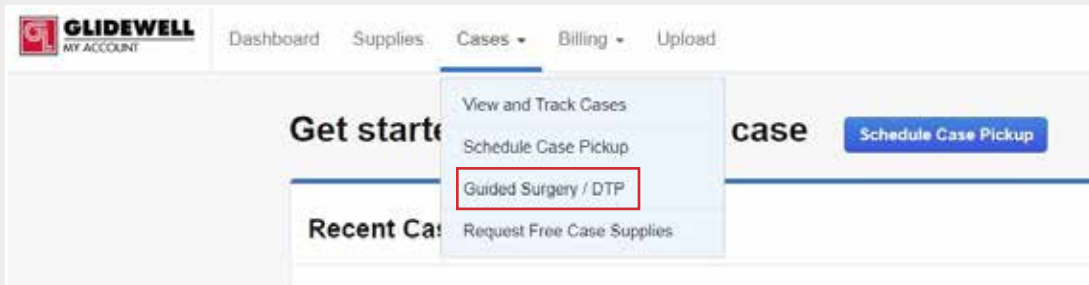 GLIDEWELL
MY ACCOUNT
Dashboard Supplies Cases Billing Upload
View and Track Cases
Schedule Case Pickup
Guided Surgery / DTP
Request Free Case Supplies
Get starte case Schedule Case Pickup
Recent Cas